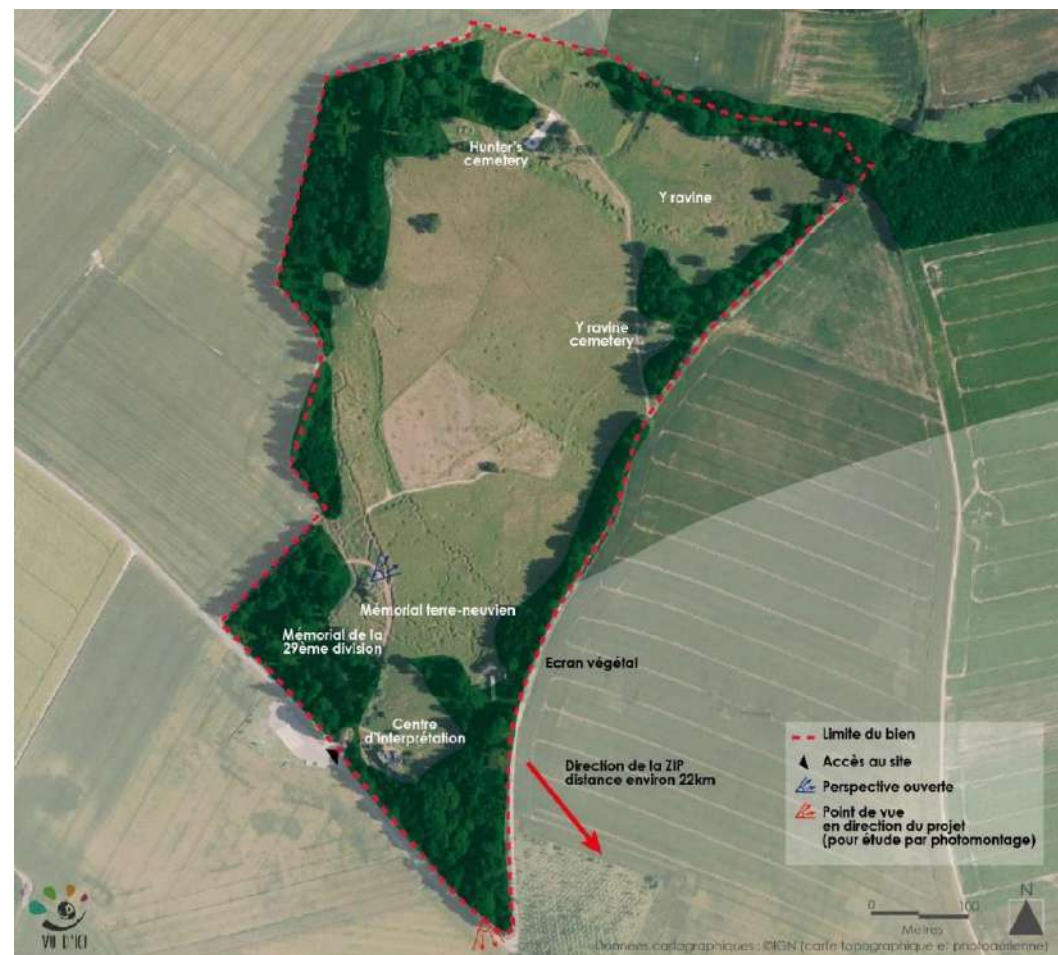 Hunter's
cemetery
Y ravine
Y ravine
cemetery
Mémorial terre-neuvien
Mémorial de la
29ème division
Ecran végétal
Centre
d'interprétation
Direction de la ZIP
distance environ 22km
Limite du bien
Accès au site
Perspective ouverte
Point de vue
en direction du projet
(pour étude par photomontage)
N
0 100
Mètres
VU D'ICI
Données cartographiques : ©IGN (carte topographique et photoaérienne)